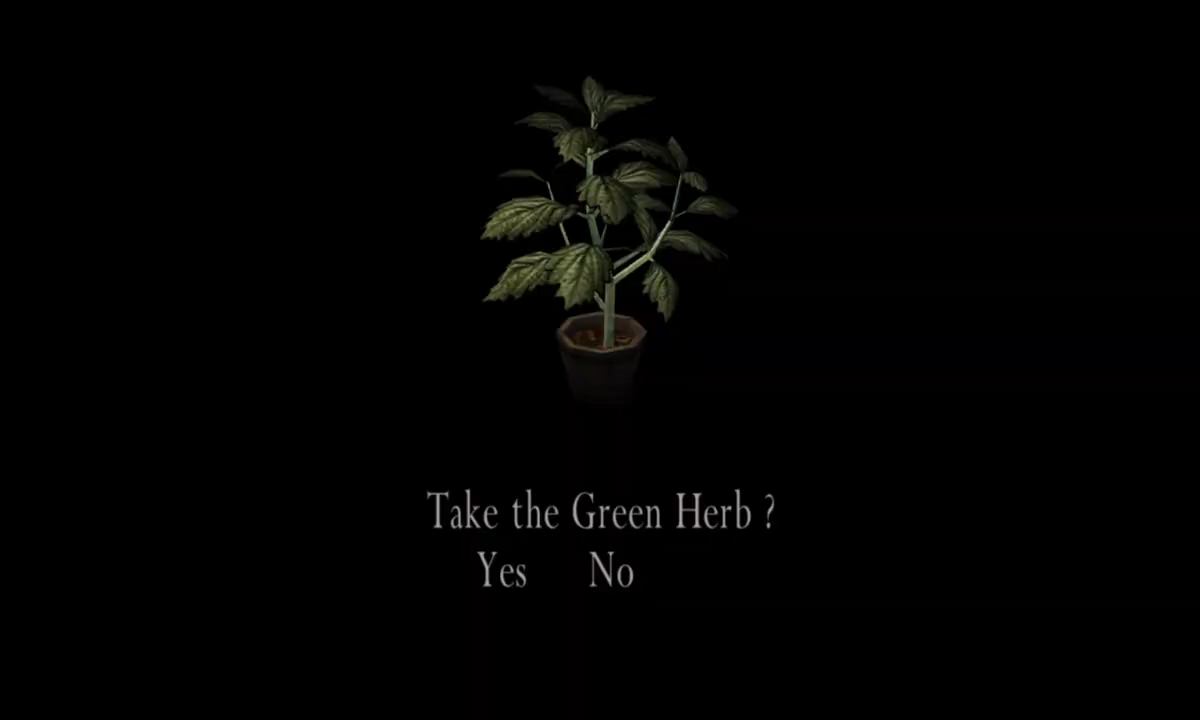 Take the Green Herb ?
Yes No